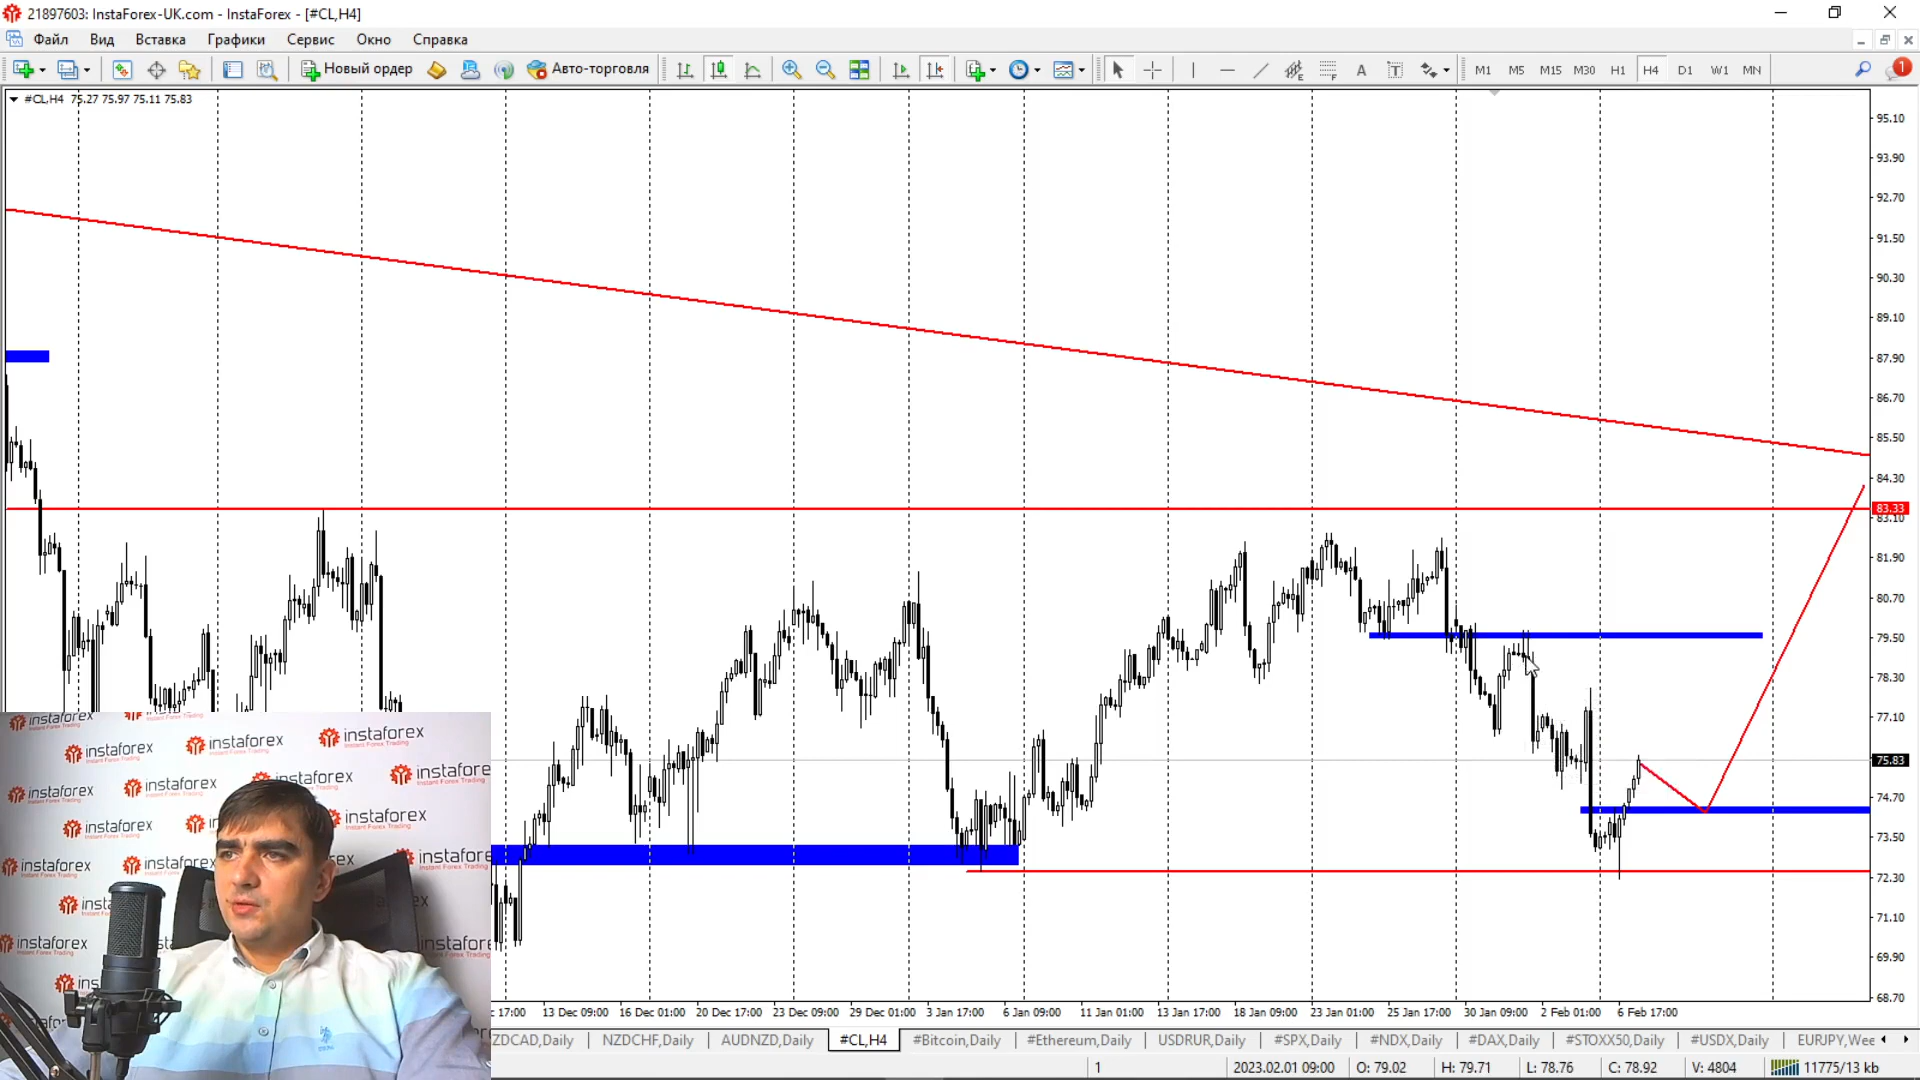 21897603: InstaForex-UK.com - InstaForex - [#CL,H4]
Файл Вид Вставка Графики Сервис Окно Справка
Новый ордер Авто-торговля A T M1 M5 M15 M30 H1 H4 D1 W1 MN 1
#CL,H4 75.27 75.97 75.11 75.83
95.10
93.90
92.70
91.50
90.30
89.10
87.90
86.70
85.50
84.30
83.33
83.10
81.90
80.70
79.50
78.30
77.10
75.83
74.70
73.50
72.30
71.10
69.90
68.70
instaforex
Instant Forex Trading
13 Dec 09:00 16 Dec 01:00 20 Dec 17:00 23 Dec 09:00 29 Dec 01:00 3 Jan 17:00 6 Jan 09:00 11 Jan 01:00 13 Jan 17:00 18 Jan 09:00 23 Jan 01:00 25 Jan 17:00 30 Jan 09:00 2 Feb 01:00 6 Feb 17:00
ZDCAD,Daily NZDCHF,Daily AUDNZD,Daily #CL,H4 #Bitcoin,Daily #Ethereum,Daily USDRUR,Daily #SPX,Daily #NDX,Daily #DAX,Daily #STOXX50,Daily #USDX,Daily EURJPY,Wee
1 2023.02.01 09:00 O: 79.02 H: 79.71 L: 78.76 C: 78.92 V: 4804 11775/13 kb